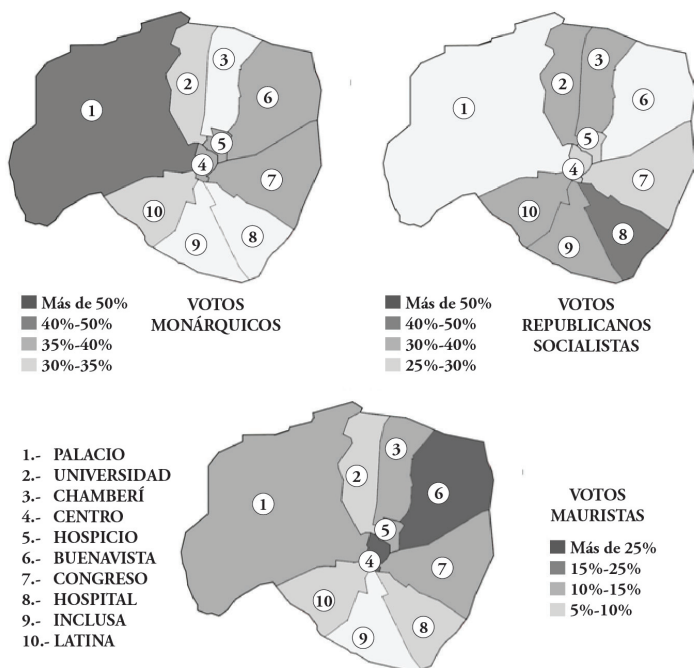 1
2
3
4
5
6
7
8
9
10
Más de 50%
40%-50%
35%-40%
30%-35%
VOTOS
MONÁRQUICOS
1
2
3
4
5
6
7
8
9
10
Más de 50%
40%-50%
30%-40%
25%-30%
VOTOS
REPUBLICANOS
SOCIALISTAS
1.- PALACIO
2.- UNIVERSIDAD
3.- CHAMBERÍ
4.- CENTRO
5.- HOSPICIO
6.- BUENAVISTA
7.- CONGRESO
8.- HOSPITAL
9.- INCLUSA
10.- LATINA
1
2
3
4
5
6
7
8
9
10
VOTOS
MAURISTAS
Más de 25%
15%-25%
10%-15%
5%-10%